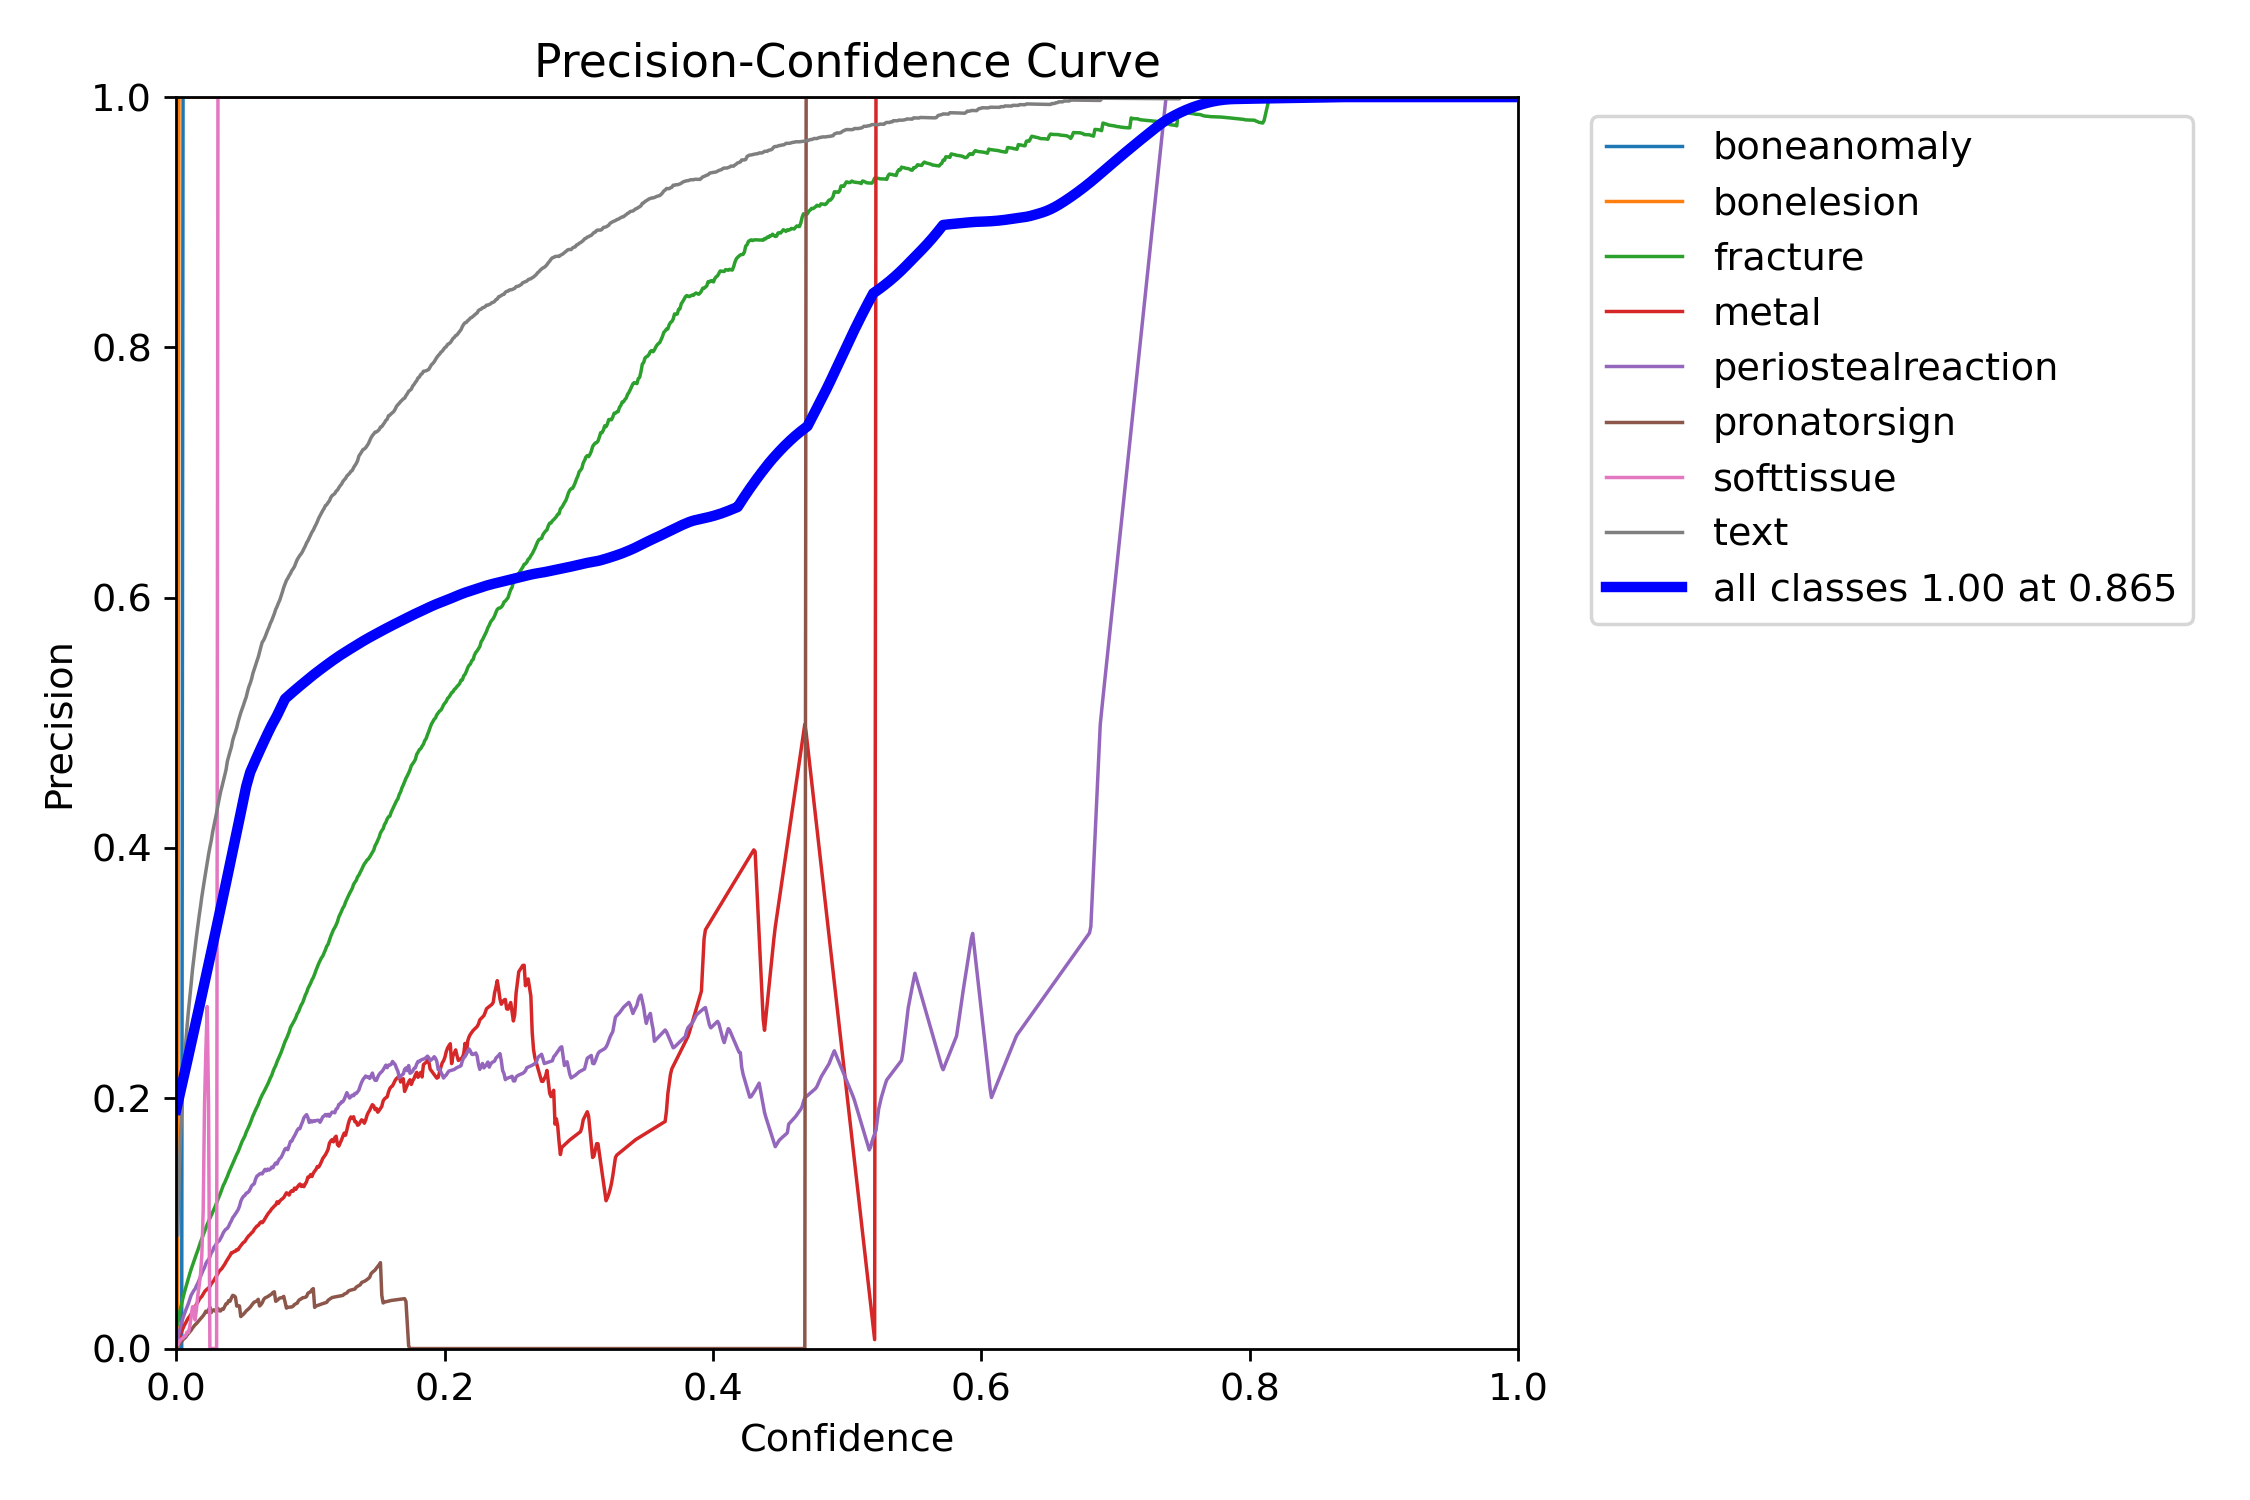 Precision-Confidence Curve
1.0
0.8
0.6
0.4
0.2
0.0
Precision
0.0 0.2 0.4 0.6 0.8 1.0
Confidence
boneanomaly
bonelesion
fracture
metal
periostealreaction
pronatorsign
softtissue
text
all classes 1.00 at 0.865